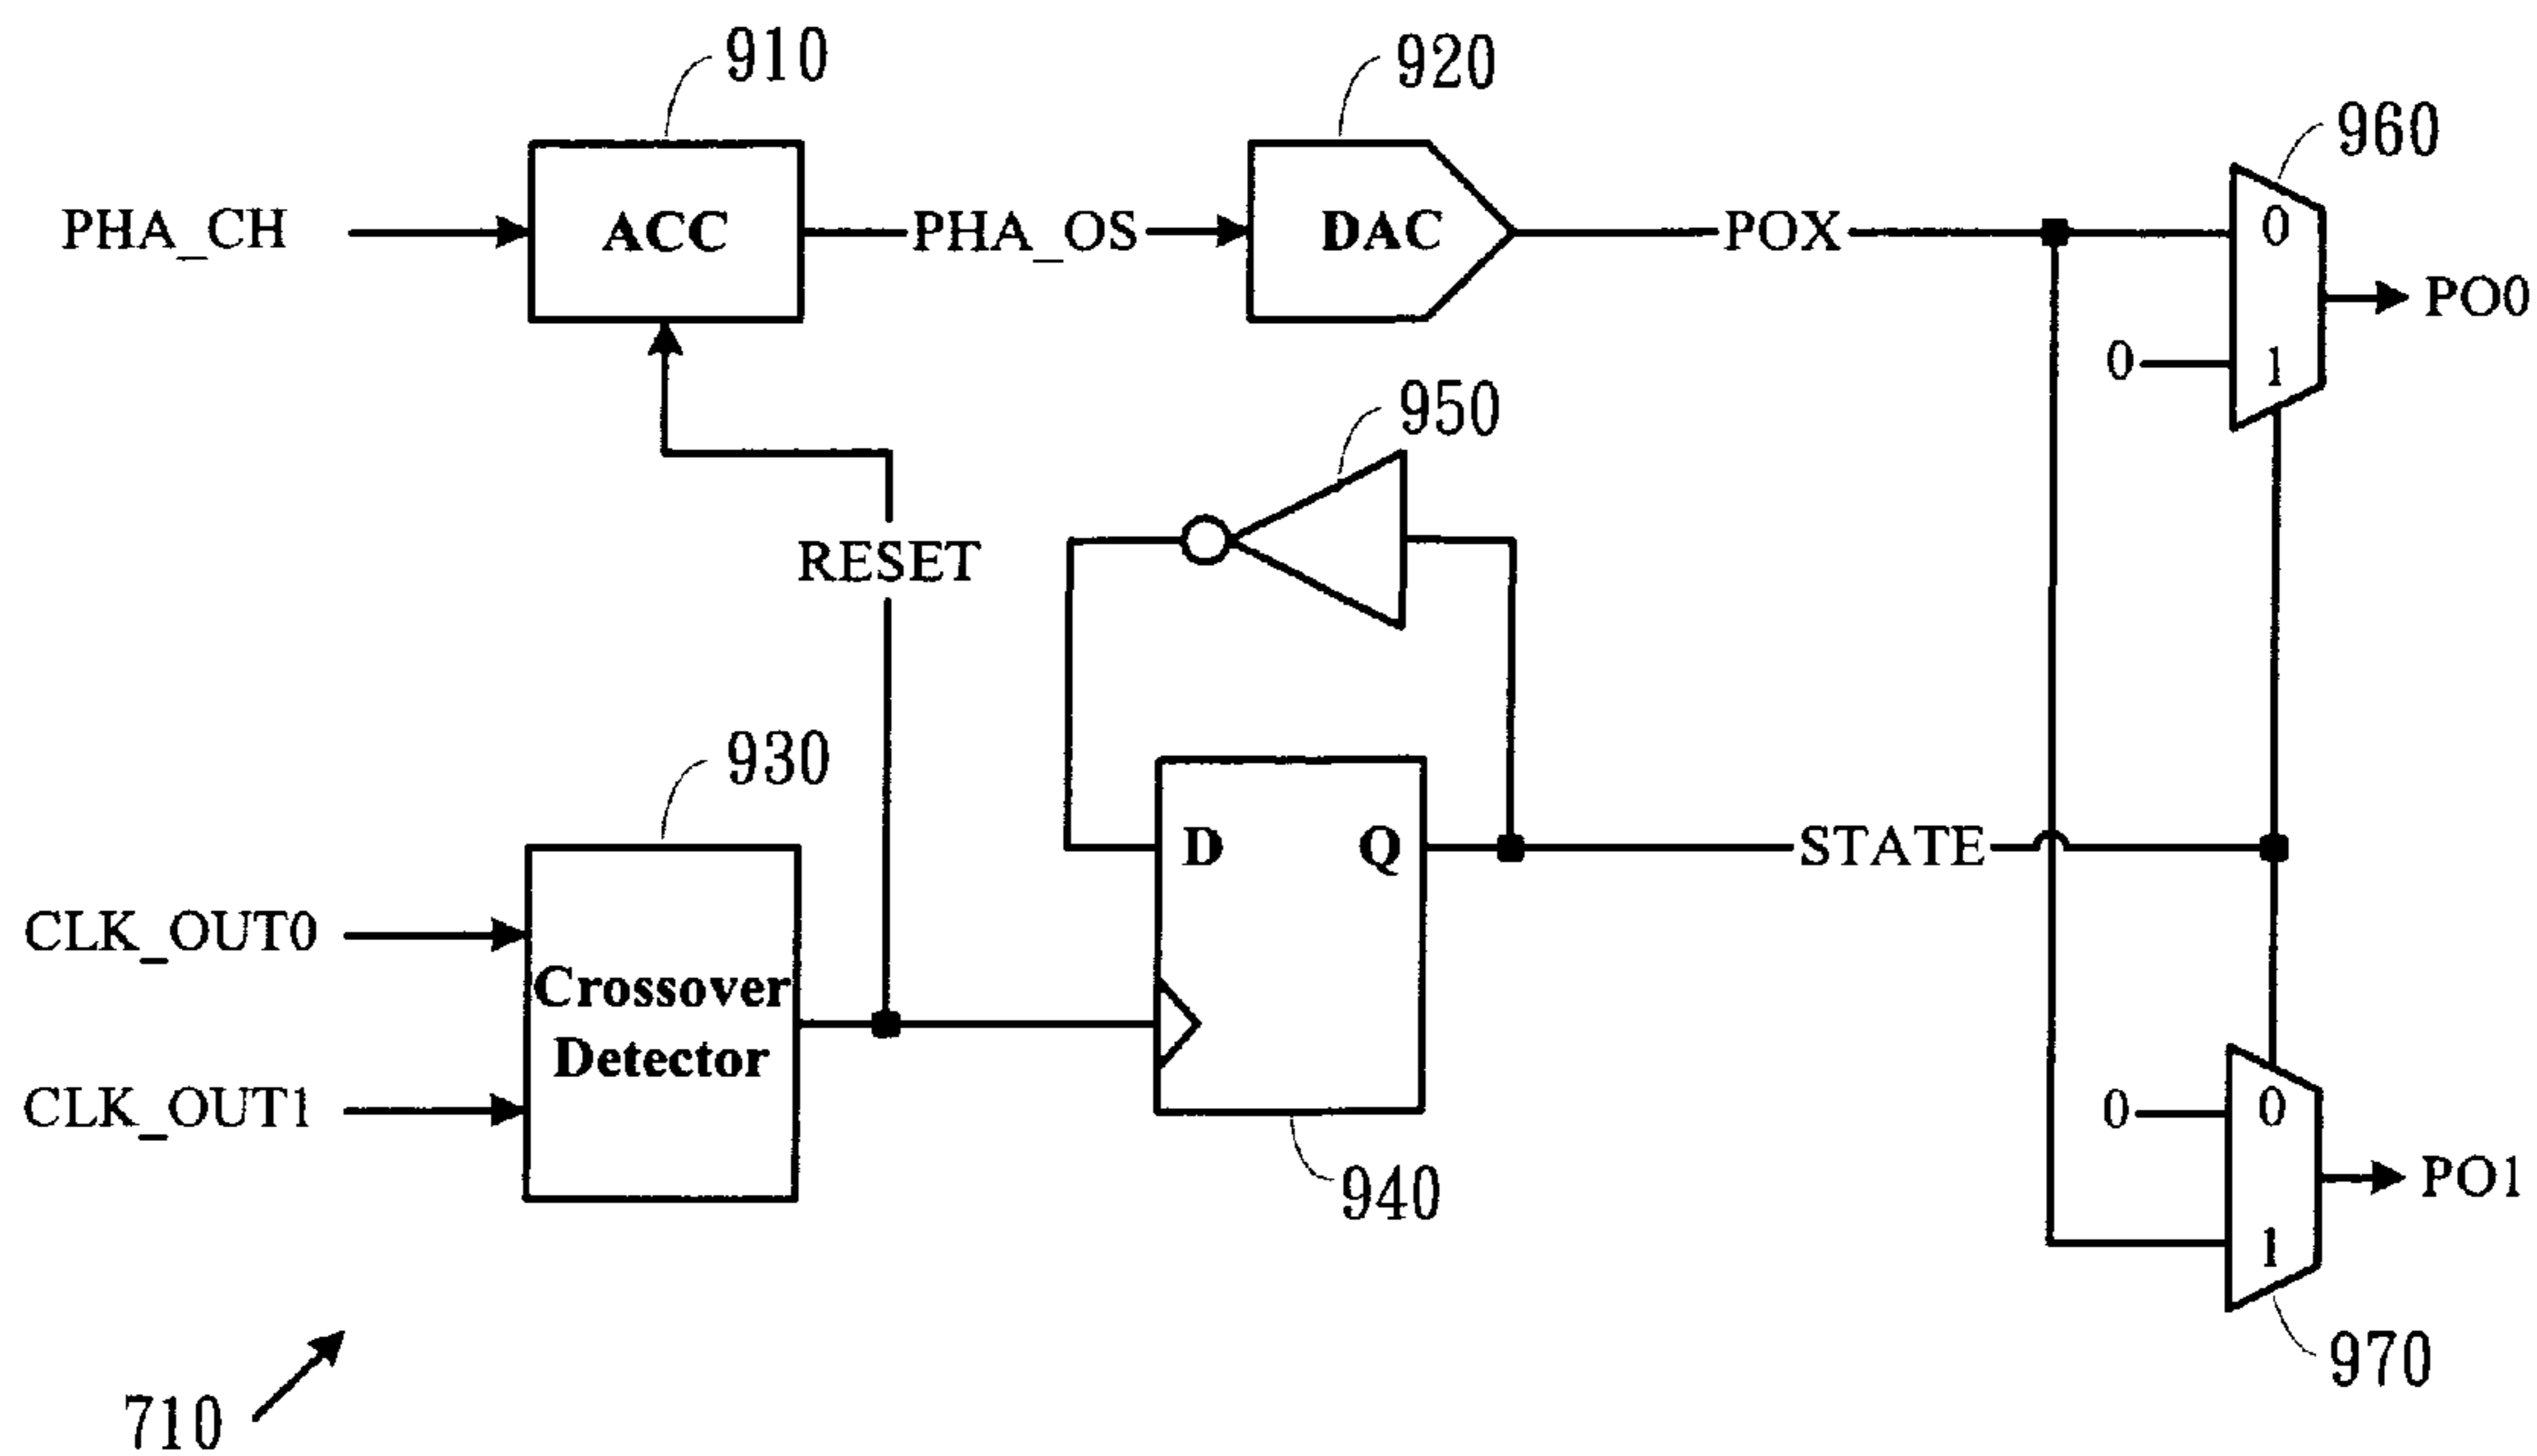 910
920
960
PHA_CH
ACC
PHA_OS
DAC
POX
0
PO0
0
1
950
RESET
930
D
Q
STATE
CLK_OUT0
Crossover
Detector
CLK_OUT1
0
0
PO1
1
940
970
710